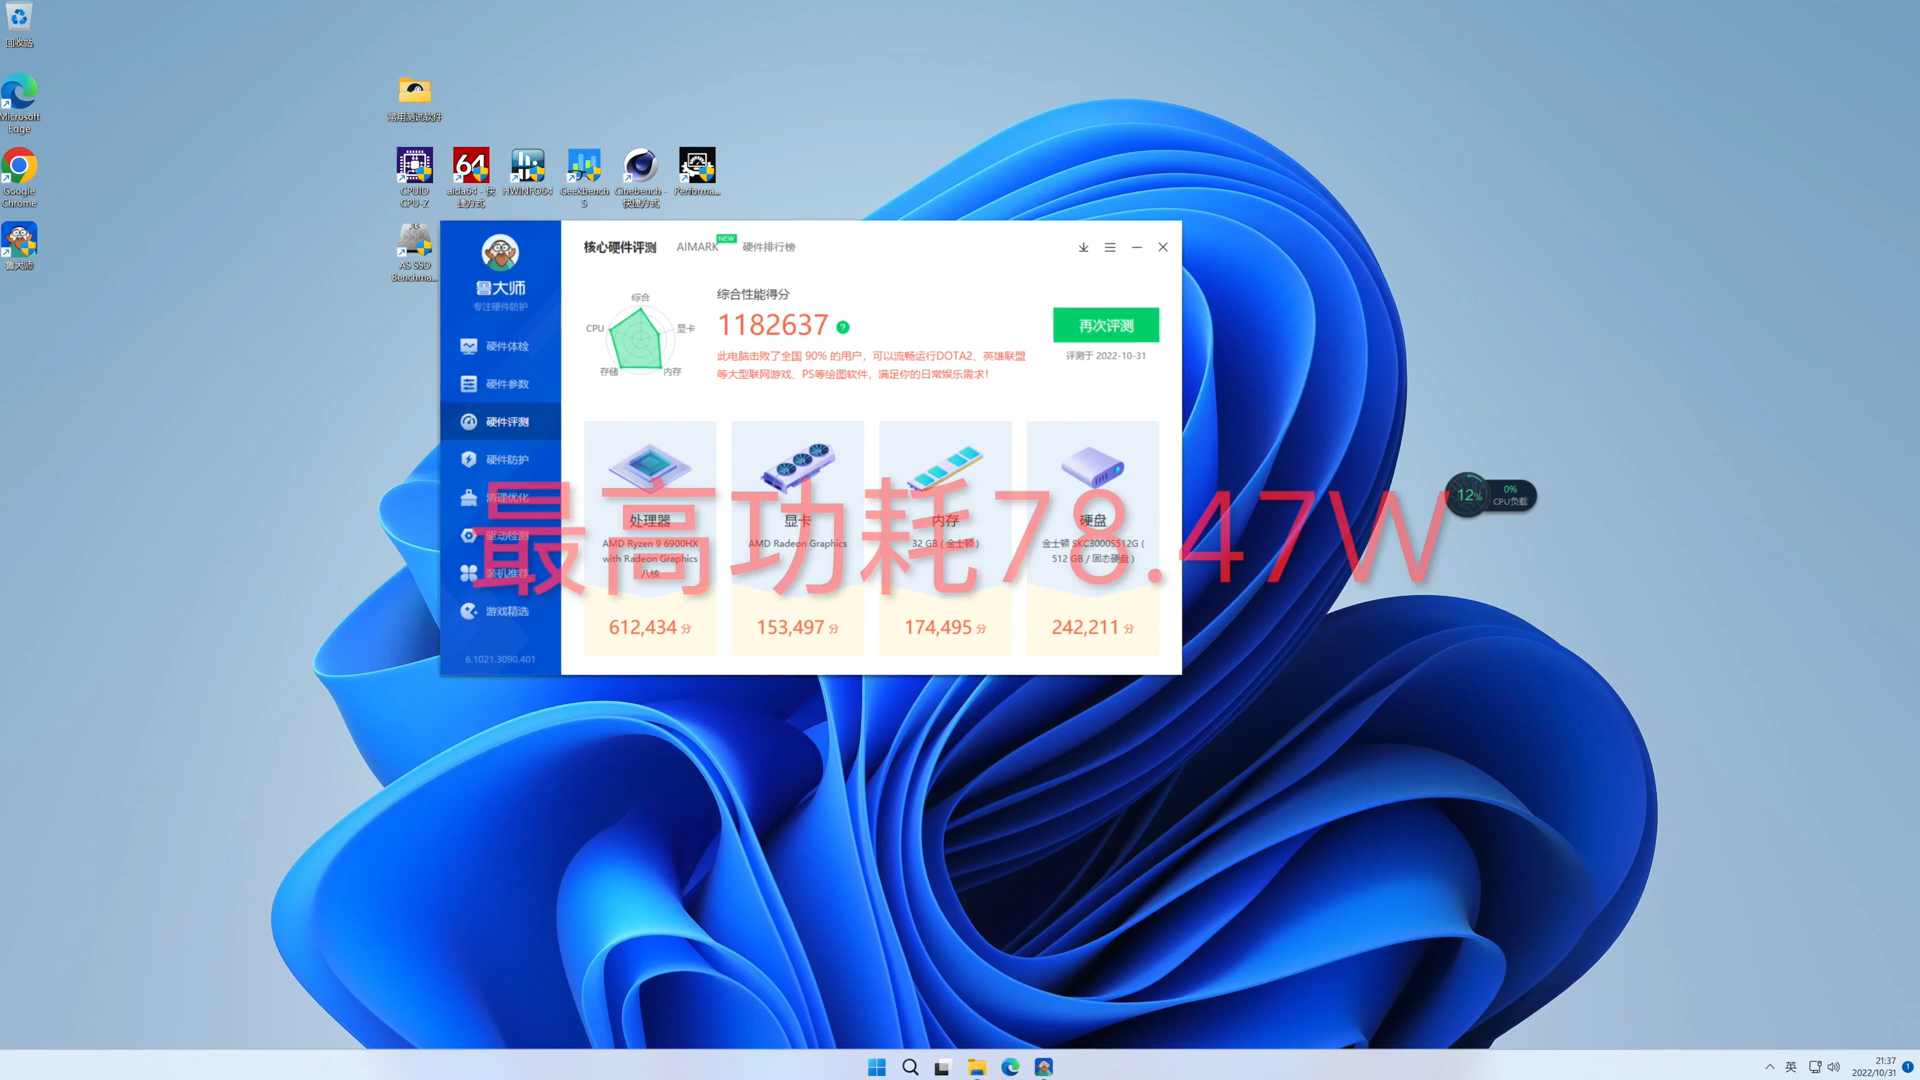 回收站
Microsoft
Edge
Google
Chrome
鲁大师
常用测试软件
CPUID
CPU-Z
aida64 - 快
捷方式
HWiNFO64
Geekbench
5
Cinebench -
快捷方式
Performa...
AS SSD
Benchma...
鲁大师
专注硬件防护
硬件体检
硬件参数
硬件评测
硬件防护
清理优化
驱动检测
装机推荐
游戏精选
6.1021.3090.401
核心硬件评测
AIMARK
NEW
硬件排行榜
综合
CPU
显卡
存储
内存
综合性能得分
1182637
?
此电脑击败了全国 90% 的用户，可以流畅运行DOTA2、英雄联盟
等大型联网游戏、PS等绘图软件，满足你的日常娱乐需求！
再次评测
评测于 2022-10-31
处理器
AMD Ryzen 9 6900HX
with Radeon Graphics
八核
612,434 分
显卡
AMD Radeon Graphics
153,497 分
内存
32 GB ( 金士顿 )
174,495 分
硬盘
金士顿 SKC3000S512G (
512 GB / 固态硬盘 )
242,211 分
最高功耗78.47W
12%
0%
CPU负载
英
21:37
2022/10/31
1